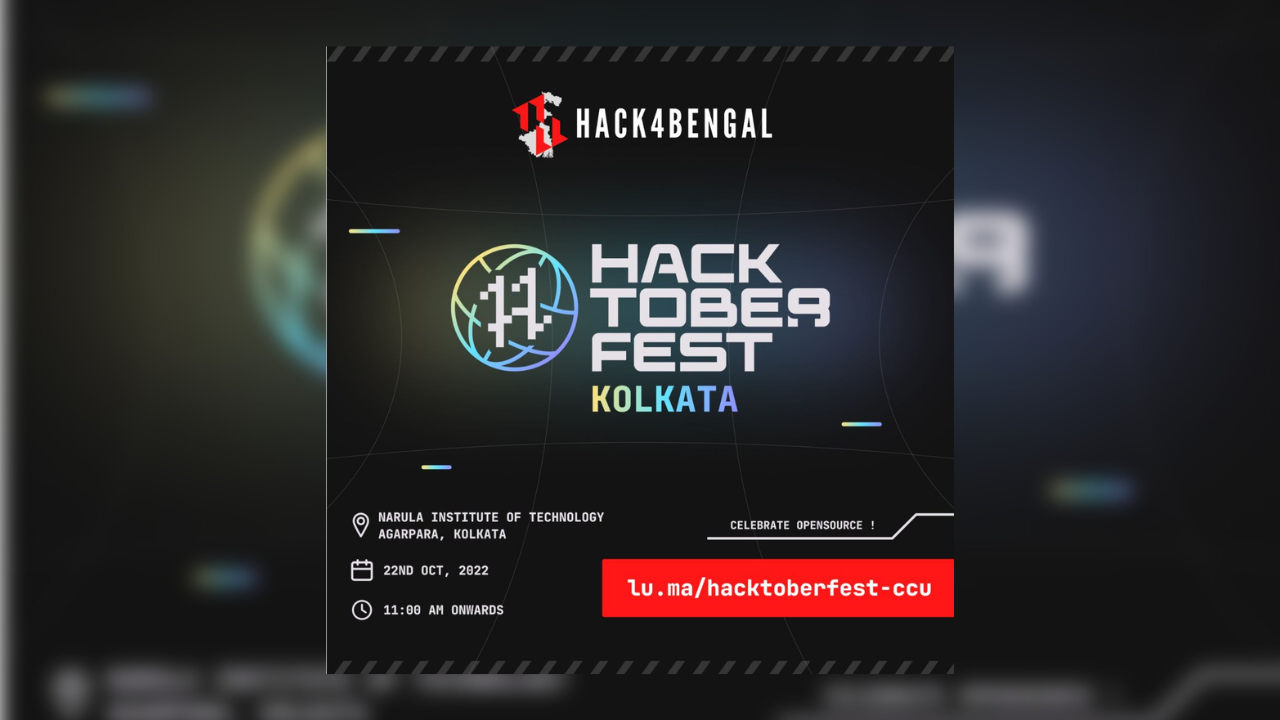 HACK4BENGAL
HACK
TOBER
FEST
KOLKATA
NARULA INSTITUTE OF TECHNOLOGY
AGARPARA, KOLKATA
22ND OCT, 2022
11:00 AM ONWARDS
CELEBRATE OPENSOURCE !
lu.ma/hacktoberfest-ccu